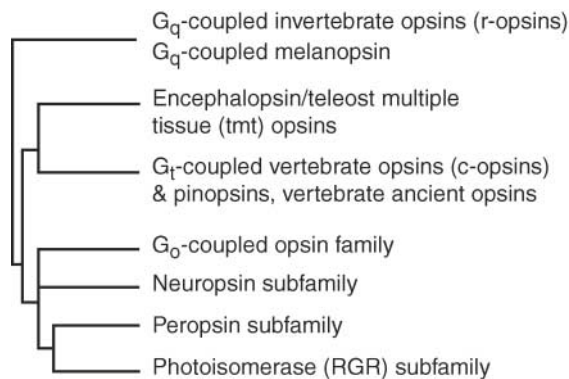 Gq-coupled invertebrate opsins (r-opsins)
Gq-coupled melanopsin
Encephalopsin/teleost multiple
tissue (tmt) opsins
Gt-coupled vertebrate opsins (c-opsins)
& pinopsins, vertebrate ancient opsins
Go-coupled opsin family
Neuropsin subfamily
Peropsin subfamily
Photoisomerase (RGR) subfamily